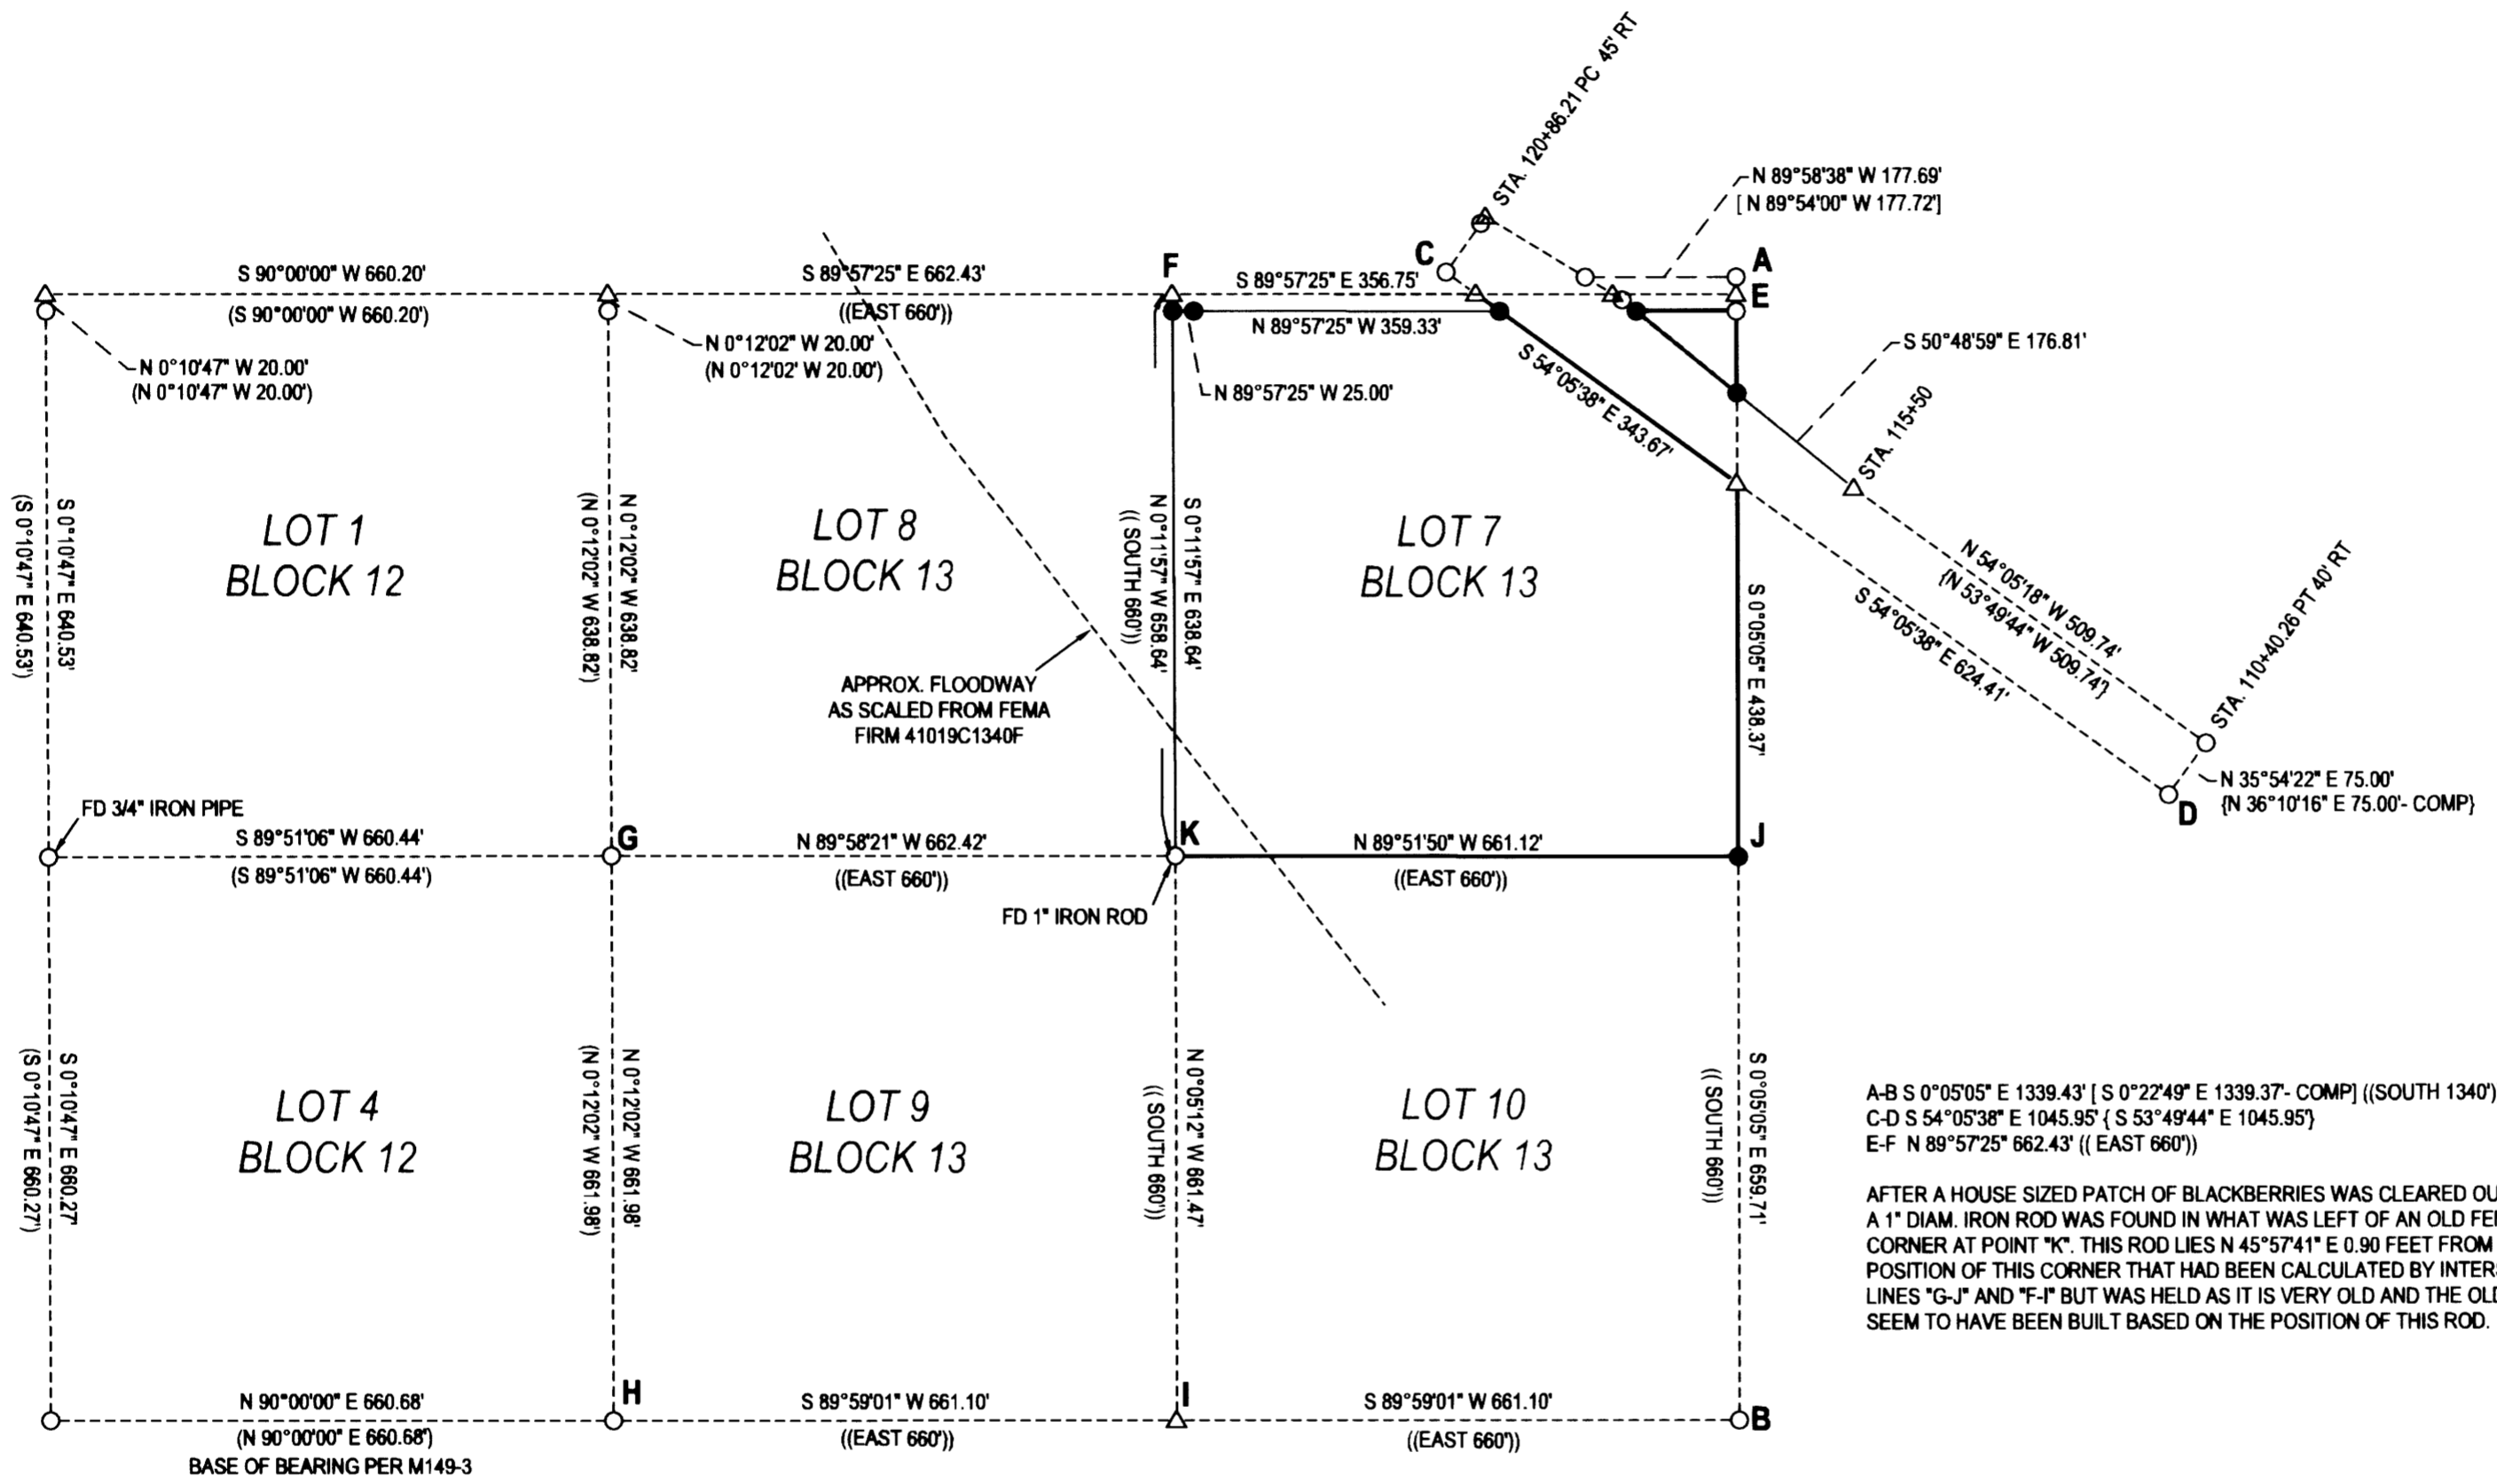 STA. 120+86.21 PC 45' RT
N 89°58'38" W 177.69'
[ N 89°54'00" W 177.72']
C
A
F
E
S 90°00'00" W 660.20'
(S 90°00'00" W 660.20')
S 89°57'25" E 662.43'
((EAST 660'))
S 89°57'25" E 356.75'
N 89°57'25" W 359.33'
N 0°10'47" W 20.00'
(N 0°10'47" W 20.00')
N 0°12'02" W 20.00'
(N 0°12'02' W 20.00')
N 89°57'25" W 25.00'
S 54°05'38" E 343.67'
S 50°48'59" E 176.81'
STA. 115+50
(S 0°10'47" E 640.53')
S 0°10'47" E 640.53'
LOT 1
BLOCK 12
(N 0°12'02" W 638.82')
N 0°12'02" W 638.82'
LOT 8
BLOCK 13
(( SOUTH 660'))
N 0°11'57" W 658.64'
S 0°11'57" E 638.64'
LOT 7
BLOCK 13
S 0°05'05" E 438.37'
N 54°05'18" W 509.74'
{N 53°49'44" W 509.74'}
S 54°05'38" E 624.41'
STA. 110+40.26 PT 40' RT
N 35°54'22" E 75.00'
{N 36°10'16" E 75.00'- COMP}
D
APPROX. FLOODWAY
AS SCALED FROM FEMA
FIRM 41019C1340F
FD 3/4" IRON PIPE
S 89°51'06" W 660.44'
(S 89°51'06" W 660.44')
G
N 89°58'21" W 662.42'
((EAST 660'))
K
N 89°51'50" W 661.12'
((EAST 660'))
J
FD 1" IRON ROD
(S 0°10'47" E 660.27')
S 0°10'47" E 660.27'
LOT 4
BLOCK 12
(N 0°12'02" W 661.98')
N 0°12'02" W 661.98'
LOT 9
BLOCK 13
(( SOUTH 660'))
N 0°05'12" W 661.47'
LOT 10
BLOCK 13
(( SOUTH 660'))
S 0°05'05" E 659.71'
N 90°00'00" E 660.68'
(N 90°00'00" E 660.68')
BASE OF BEARING PER M149-3
H
S 89°59'01" W 661.10'
((EAST 660'))
I
S 89°59'01" W 661.10'
((EAST 660'))
B
A-B S 0°05'05" E 1339.43' [ S 0°22'49" E 1339.37'- COMP] ((SOUTH 1340')
C-D S 54°05'38" E 1045.95' { S 53°49'44" E 1045.95'}
E-F N 89°57'25" 662.43' (( EAST 660'))
AFTER A HOUSE SIZED PATCH OF BLACKBERRIES WAS CLEARED OU
A 1" DIAM. IRON ROD WAS FOUND IN WHAT WAS LEFT OF AN OLD FE
CORNER AT POINT "K". THIS ROD LIES N 45°57'41" E 0.90 FEET FROM
POSITION OF THIS CORNER THAT HAD BEEN CALCULATED BY INTER
LINES "G-J" AND "F-I" BUT WAS HELD AS IT IS VERY OLD AND THE OLD
SEEM TO HAVE BEEN BUILT BASED ON THE POSITION OF THIS ROD.